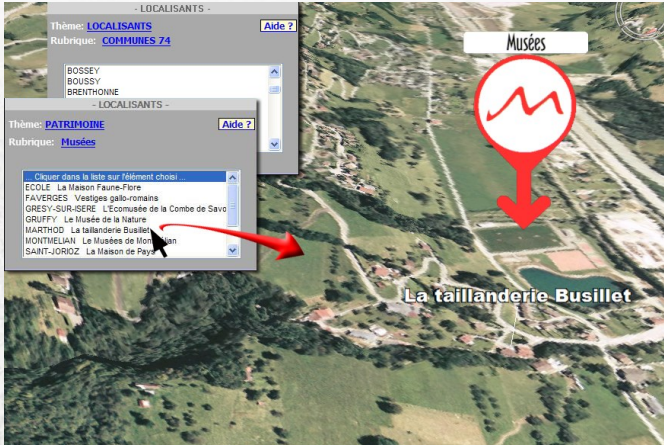 - LOCALISANTS -
Thème: LOCALISANTS
Aide ?
Rubrique: COMMUNES 74
BOSSEY
BOUSSY
BRENTHONNE
- LOCALISANTS -
Thème: PATRIMOINE
Aide ?
Rubrique: Musées
... Cliquer dans la liste sur l'élément choisi ...
ECOLE La Maison Faune-Flore
FAVERGES Vestiges gallo-romains
GRESY-SUR-ISERE L'Ecomusée de la Combe de Savo
GRUFFY Le Musée de la Nature
MARTHOD La taillanderie Busillet
MONTMELIAN Le Musées de
SAINT-JORIOZ La Maison de Pays
Musées
La taillanderie Busillet